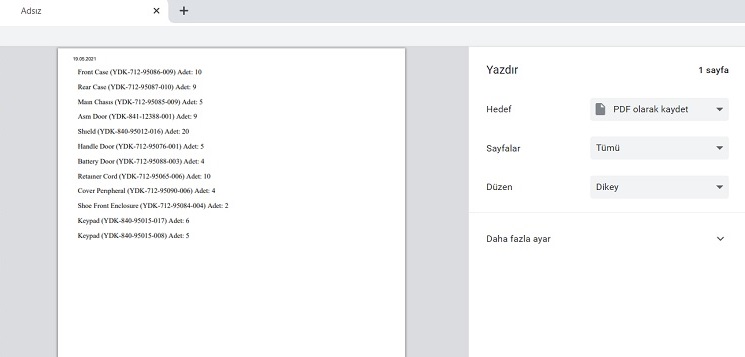 Adsız
19.05.2021
Front Case (YDK-712-95086-009) Adet: 10
Rear Case (YDK-712-95087-010) Adet: 9
Main Chasıs (YDK-712-95085-009) Adet: 5
Asm Door (YDK-841-12388-001) Adet: 9
Shield (YDK-840-95012-016) Adet: 20
Handle Door (YDK-712-95076-001) Adet: 5
Battery Door (YDK-712-95088-003) Adet: 4
Retaıner Cord (YDK-712-95065-006) Adet: 10
Cover Perıpheral (YDK-712-95090-006) Adet: 4
Shoe Front Enclosure (YDK-712-95084-004) Adet: 2
Keypad (YDK-840-95015-017) Adet: 6
Keypad (YDK-840-95015-008) Adet: 5
Yazdır 1 sayfa
Hedef PDF olarak kaydet
Sayfalar Tümü
Düzen Dikey
Daha fazla ayar